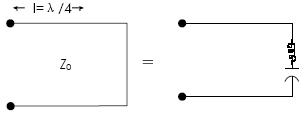 l= λ /4
Z₀
=